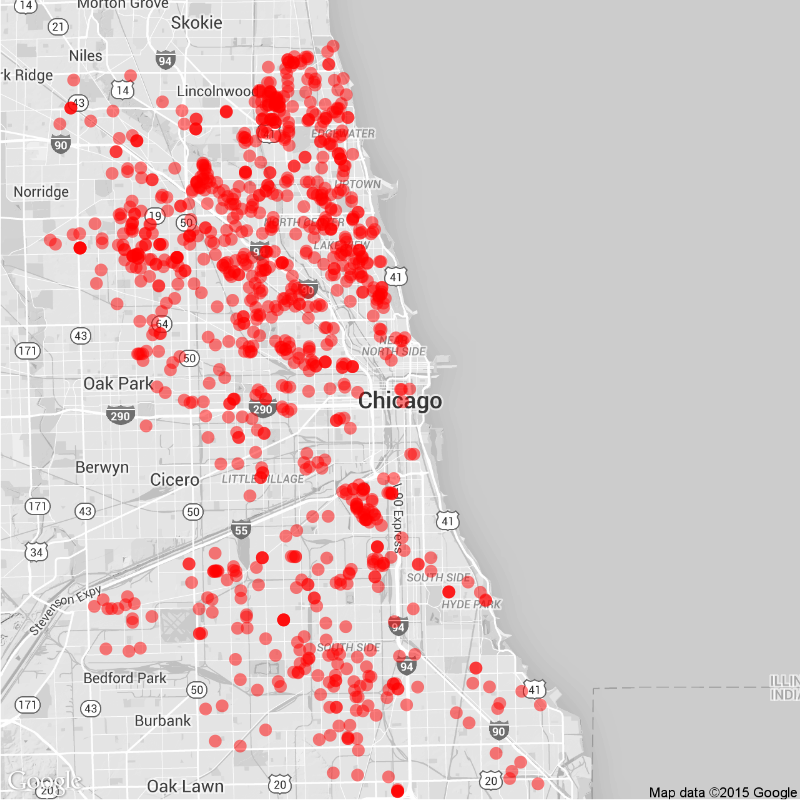 14
Morton Grove
21
Skokie
Niles
94
rk Ridge
14
Lincolnwood
43
41
EDGEWATER
90
Norridge
UPTOWN
19
50
NORTH CENTER
LAKEVIEW
41
90
64
43
NEAR
NORTH SIDE
171
50
Oak Park
290
290
Chicago
Berwyn
Cicero
LITTLE VILLAGE
171
43
50
I-90 Express
55
41
34
SOUTH SIDE
Stevenson Expy
HYDE PARK
94
SOUTH SIDE
94
Bedford Park
50
41
ILLIN
INDIA
171
43
Burbank
90
Google
20
Oak Lawn
20
20
Map data ©2015 Google